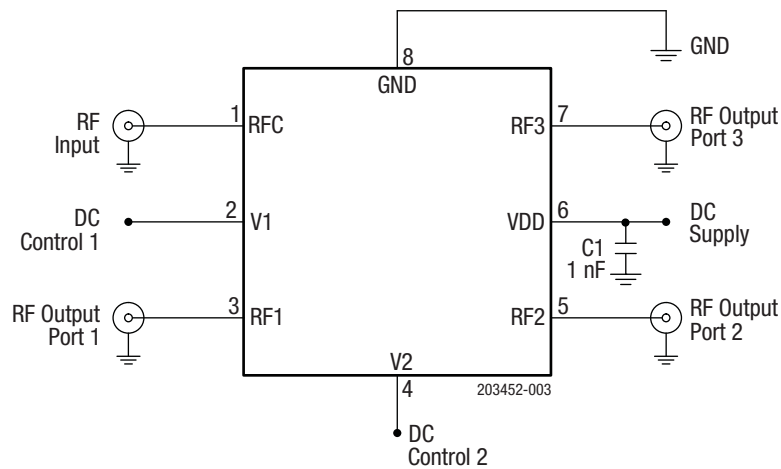 8
GND
GND
RF
Input
1
RFC
RF3
7
RF Output
Port 3
DC
Control 1
2
V1
VDD
6
DC
Supply
C1
1 nF
RF Output
Port 1
3
RF1
RF2
5
RF Output
Port 2
V2
4
203452-003
DC
Control 2